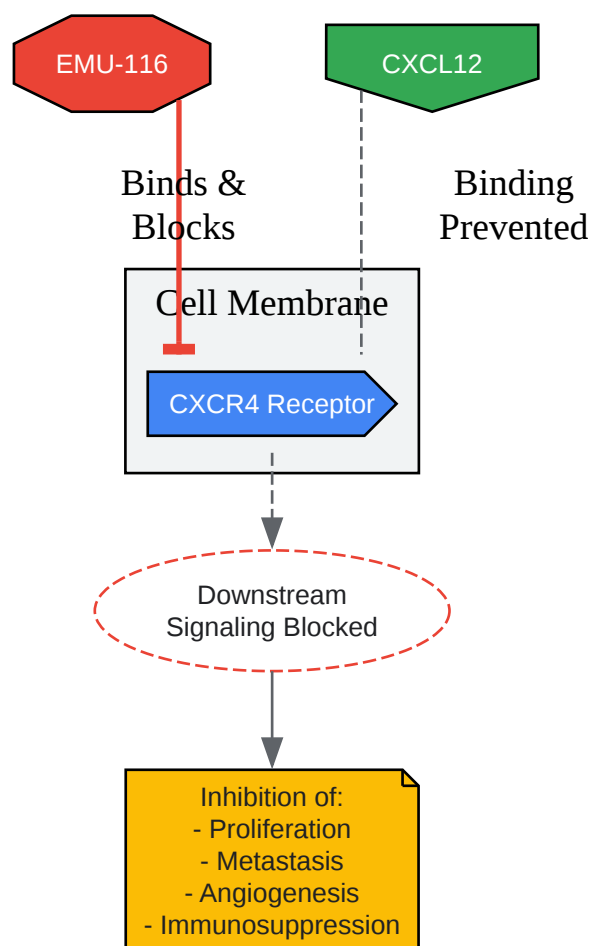 EMU-116
CXCL12
Binds &
Blocks
Binding
Prevented
Cell Membrane
CXCR4 Receptor
Downstream
Signaling Blocked
Inhibition of:
- Proliferation
- Metastasis
- Angiogenesis
- Immunosuppression